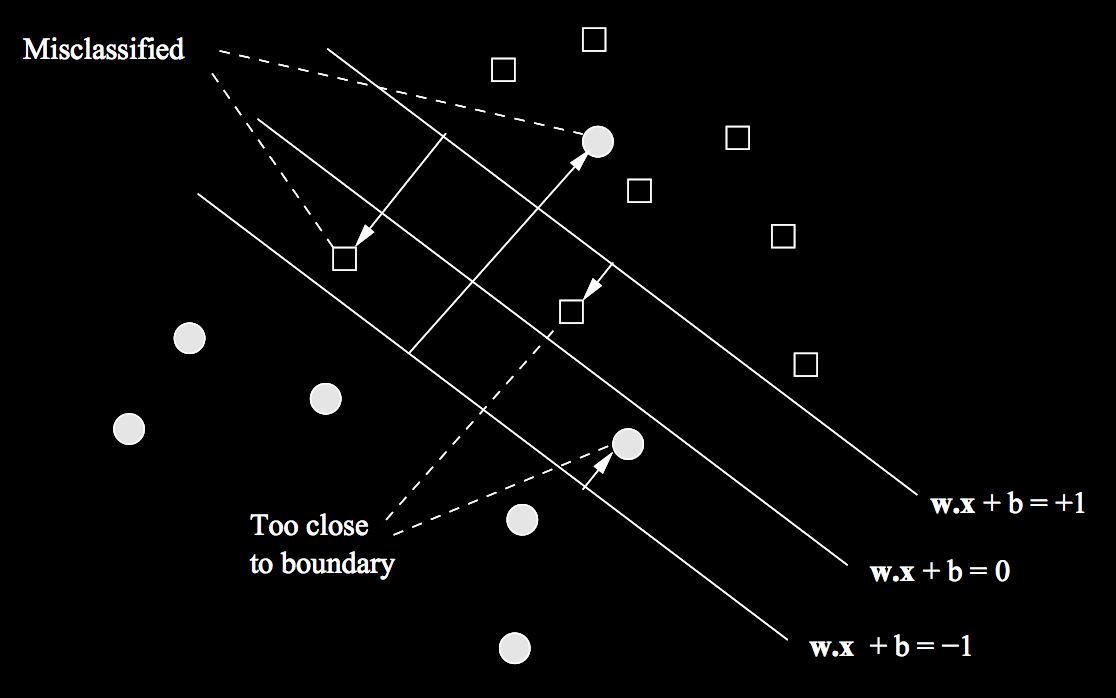 Misclassified
Too close
to boundary
w.x + b = +1
w.x + b = 0
w.x + b = −1